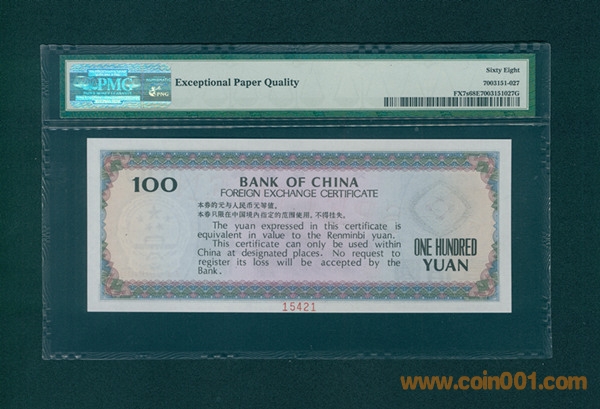 PMG
PMG
Exceptional Paper Quality
Sixty Eight
7003151-027
FX7s68E7003151027G
100
BANK OF CHINA
FOREIGN EXCHANGE CERTIFICATE
本券的元与人民币元等值。
本券只限在中国境内指定的范围使用,不得挂失。
The yuan expressed in this certificate is
equivalent in value to the Renminbi yuan.
This certificate can only be used within
China at designated places. No request to
register its loss will be accepted by the
Bank.
ONE HUNDRED
YUAN
15421
www.coin001.com